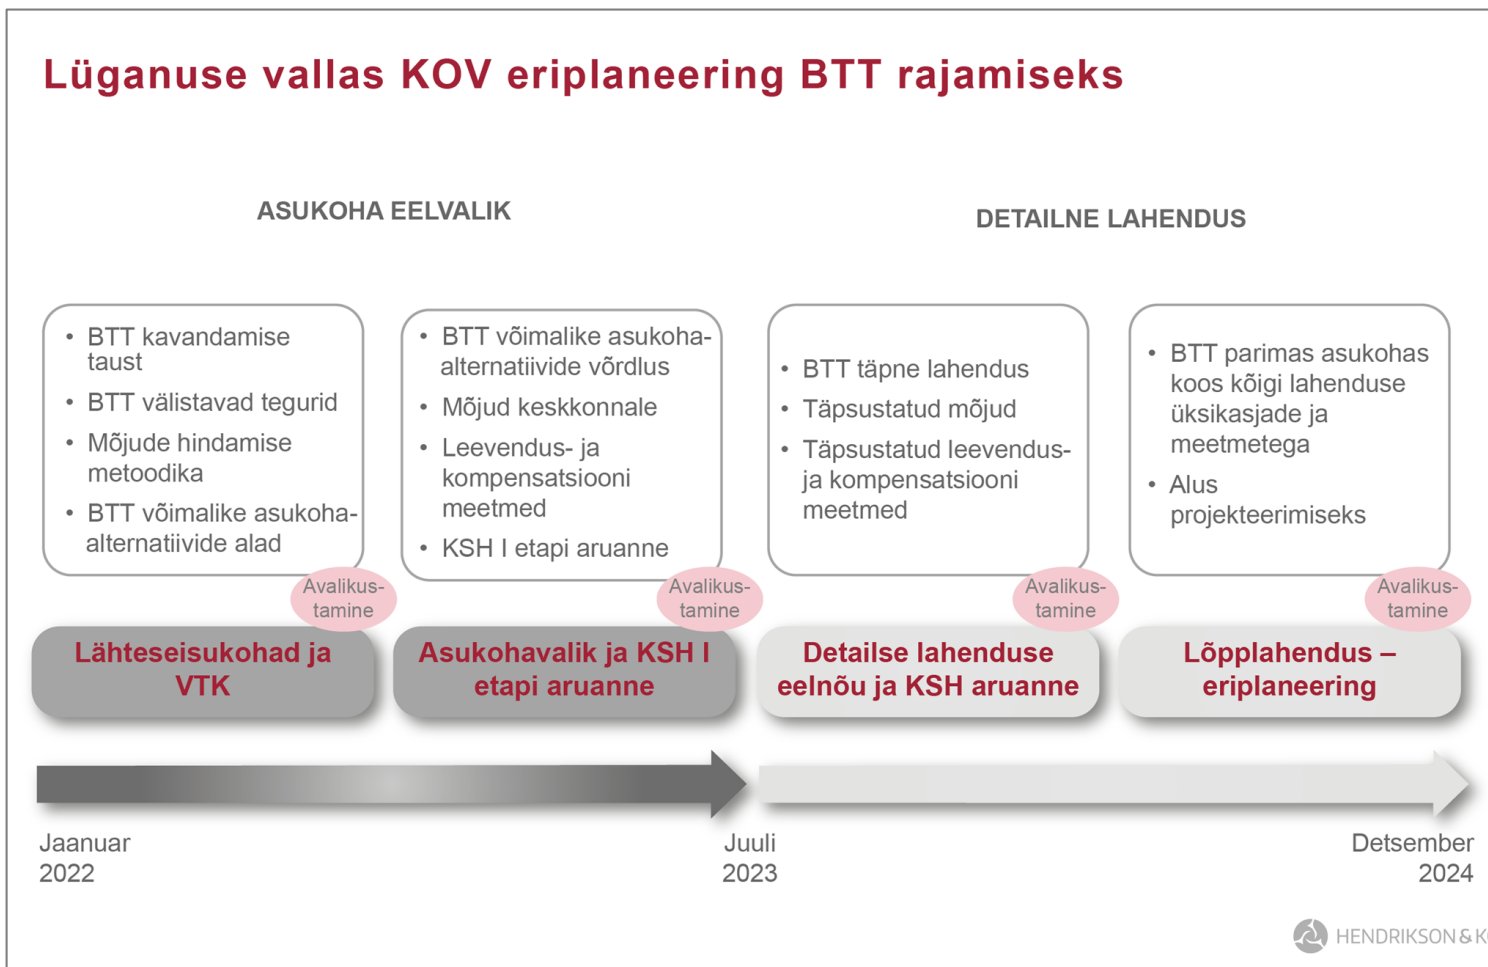 Lüganuse vallas KOV eriplaneering BTT rajamiseks
ASUKOHA EELVALIK
DETAILNE LAHENDUS
• BTT kavandamise
taust
• BTT välistavad tegurid
• Mõjude hindamise
metoodika
• BTT võimalike asukoha-
alternatiivide alad
Avalikus-
tamine
Lähteseisukohad ja
VTK
• BTT võimalike asukoha-
alternatiivide võrdlus
• Mõjud keskkonnale
• Leevendus- ja
kompensatsiooni
meetmed
• KSH I etapi aruanne
Avalikus-
tamine
Asukohavalik ja KSH I
etapi aruanne
• BTT täpne lahendus
• Täpsustatud mõjud
• Täpsustatud leevendus-
ja kompensatsiooni
meetmed
Avalikus-
tamine
Detailse lahenduse
eelnõu ja KSH aruanne
• BTT parimas asukohas
koos kõigi lahenduse
üksikasjade ja
meetmetega
• Alus
projekteerimiseks
Avalikus-
tamine
Lõpplahendus –
eriplaneering
Jaanuar
2022
Juuli
2023
Detsember
2024
HENDRIKSON & K